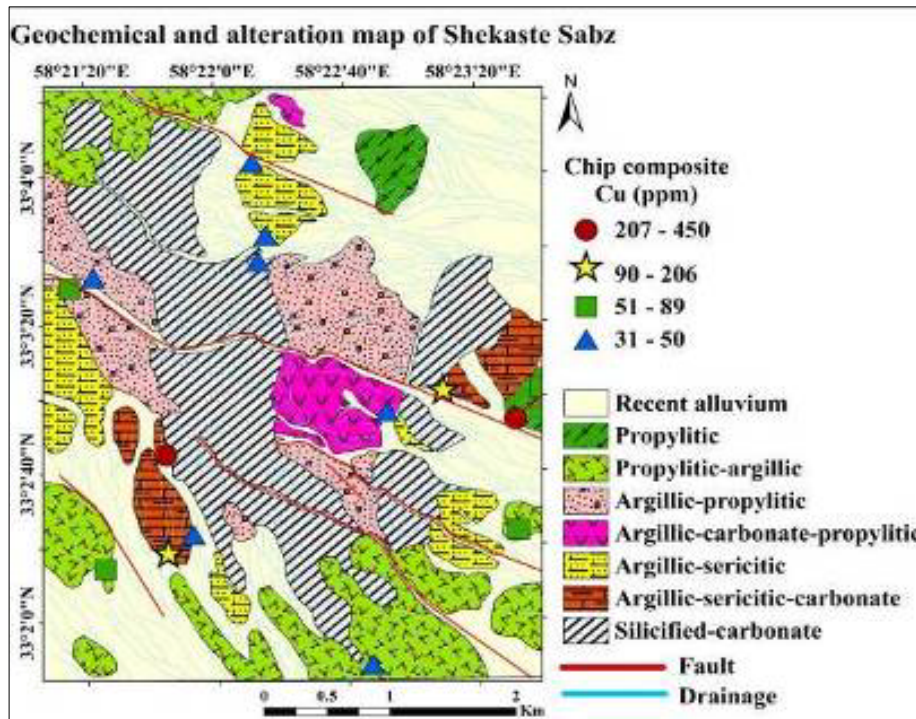 Geochemical and alteration map of Shekaste Sabz
58°21'20"E 58°22'0"E 58°22'40"E 58°23'20"E
N
33°4'0"N
33°3'20"N
33°2'40"N
33°2'0"N
Chip composite
Cu (ppm)
207 - 450
90 - 206
51 - 89
31 - 50
Recent alluvium
Propylitic
Propylitic-argillic
Argillic-propylitic
Argillic-carbonate-propylitic
Argillic-sericitic
Argillic-sericitic-carbonate
Silicified-carbonate
Fault
Drainage
0 0.5 1 2
Km